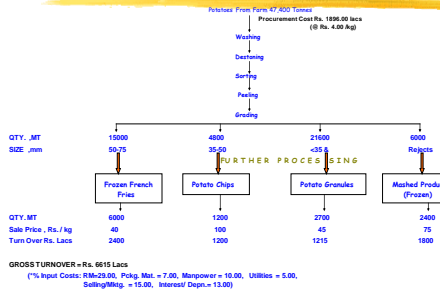 Potatoes From Farm 47,400 Tonnes
Procurement Cost Rs. 1896.00 lacs
(@ Rs. 4.00 /kg)
Washing
Destoning
Sorting
Peeling
Grading
QTY. ,MT 15000 4800 21600 6000
SIZE ,mm 50-75 35-50 <35 & Rejects
FURTHER PROCESSING
Frozen French Fries Potato Chips Potato Granules Mashed Produ (Frozen)
QTY.MT 6000 1200 2700 2400
Sale Price , Rs. / kg 40 100 45 75
Turn Over Rs. Lacs 2400 1200 1215 1800
GROSS TURNOVER = Rs. 6615 Lacs
(*% Input Costs: RM=29.00, Pckg. Mat. = 7.00, Manpower = 10.00, Utilities = 5.00,
Selling/Mktg. = 15.00, Interest/ Depn.= 13.00)